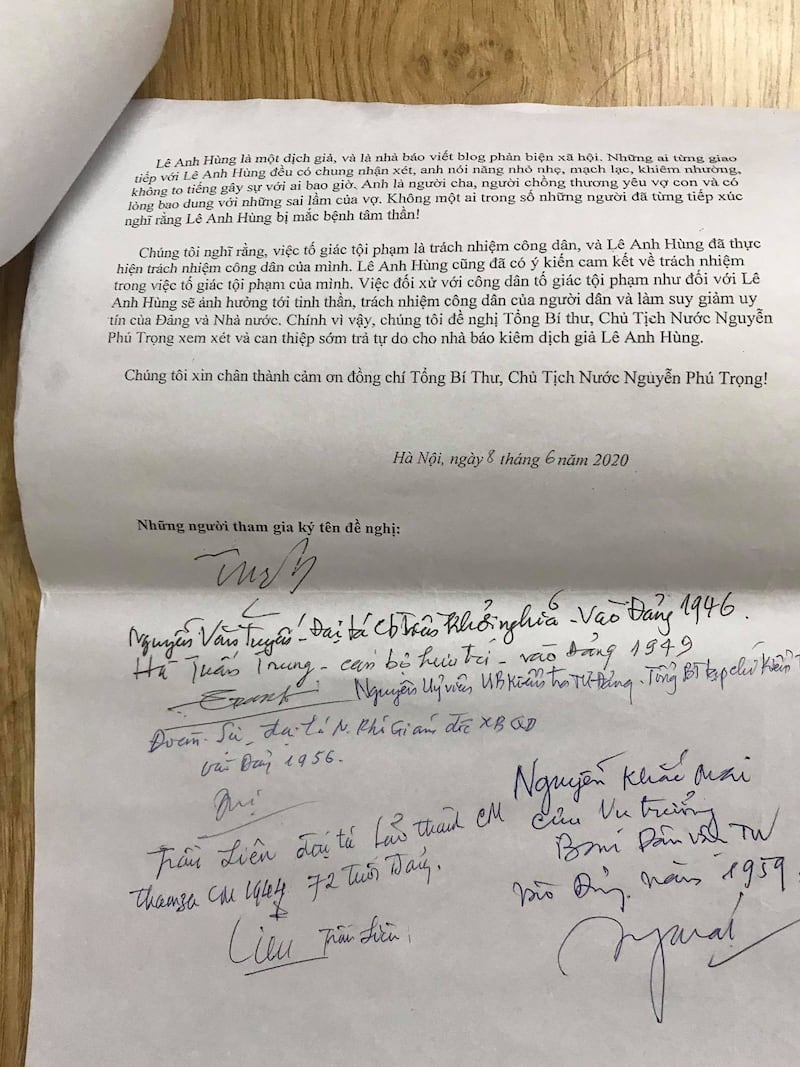 Lê Anh Hùng là một dịch giả, và là nhà báo viết blog phản biện xã hội. Những ai từng giao
tiếp với Lê Anh Hùng đều có chung nhận xét, anh nói năng nhỏ nhẹ, mạch lạc, khiêm nhường,
không to tiếng gây sự với ai bao giờ. Anh là người cha, người chồng thương yêu vợ con và có
lòng bao dung với những sai lầm của vợ. Không một ai trong số những người đã từng tiếp xúc
nghĩ rằng Lê Anh Hùng bị mắc bệnh tâm thần!
Chúng tôi nghĩ rằng, việc tố giác tội phạm là trách nhiệm công dân, và Lê Anh Hùng đã thực
hiện trách nhiệm công dân của mình. Lê Anh Hùng cũng đã có ý kiến cam kết về trách nhiệm
trong việc tố giác tội phạm của mình. Việc đối xử với công dân tố giác tội phạm như đối với Lê
Anh Hùng sẽ ảnh hưởng tới tinh thần, trách nhiệm công dân của người dân và làm suy giảm uy
tín của Đảng và Nhà nước. Chính vì vậy, chúng tôi đề nghị Tổng Bí thư, Chủ Tịch Nước Nguyễn
Phú Trọng xem xét và can thiệp sớm trả tự do cho nhà báo kiêm dịch giả Lê Anh Hùng.
Chúng tôi xin chân thành cảm ơn đồng chí Tổng Bí Thư, Chủ Tịch Nước Nguyễn Phú Trọng!
Hà Nội, ngày 8 tháng 6 năm 2020
Những người tham gia ký tên đề nghị:
Nguyễn Văn Tuyến - Đại tá Khởi nghĩa - Vào Đảng 1946.
Hà Tuấn Trung - cán bộ hưu trí - vào Đảng 1949
Nguyên Uỷ viên UB Kiểm tra TƯ Đảng. Tổng Bt tạp chí Kiểm T
Đoàn Sự - đại tá N. Giám đốc XB QĐ
vào Đảng 1956.
Nguyễn Khắc Mai
cựu Vụ trưởng
Ban Dân vận TW
vào Đảng năm 1959.
Trần Liên đại tá Lão thành CM
tham gia CM 1944 72 tuổi Đảng.
Liên Trần Liên